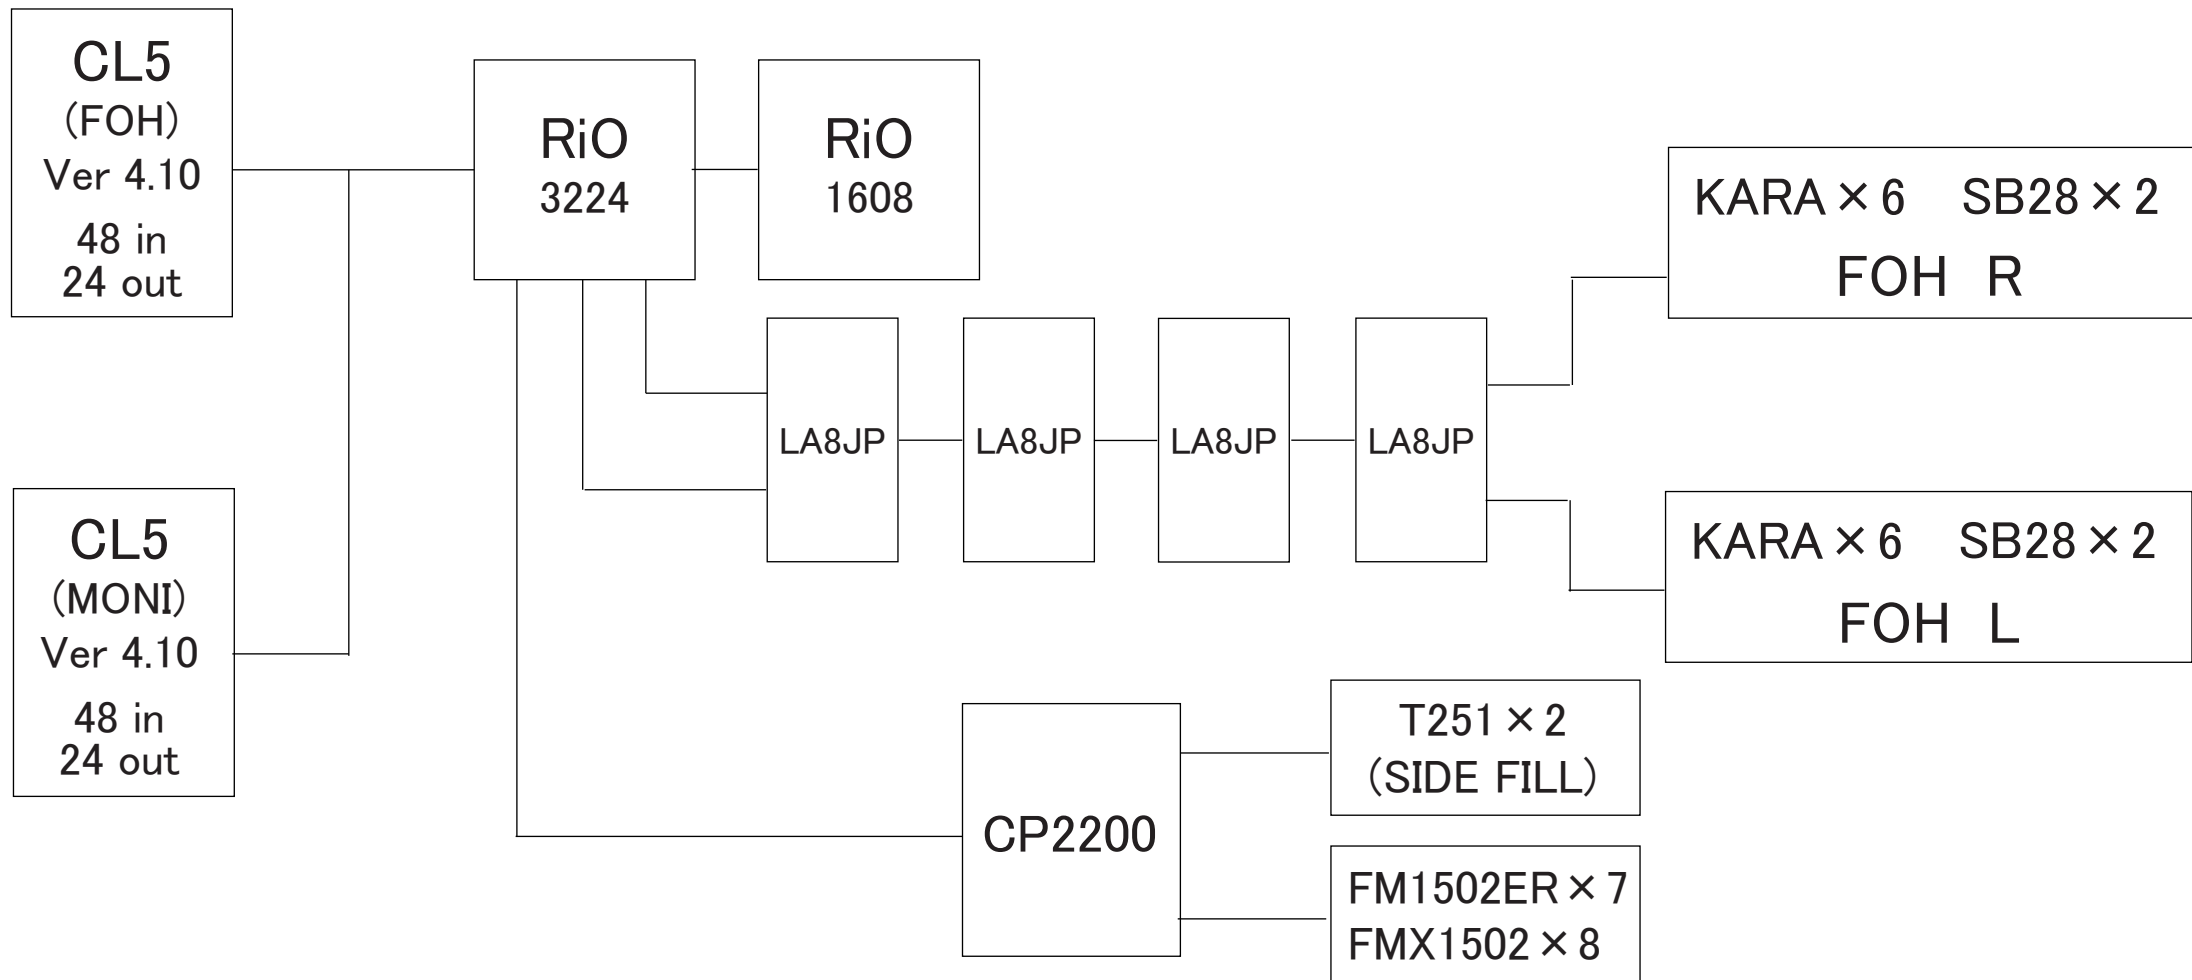 CL5
(FOH)
Ver 4.10
48 in
24 out
RiO
3224
RiO
1608
KARA×6 SB28×2
FOH R
LA8JP
LA8JP
LA8JP
LA8JP
CL5
(MONI)
Ver 4.10
48 in
24 out
KARA×6 SB28×2
FOH L
CP2200
T251×2
(SIDE FILL)
FM1502ER×7
FMX1502×8